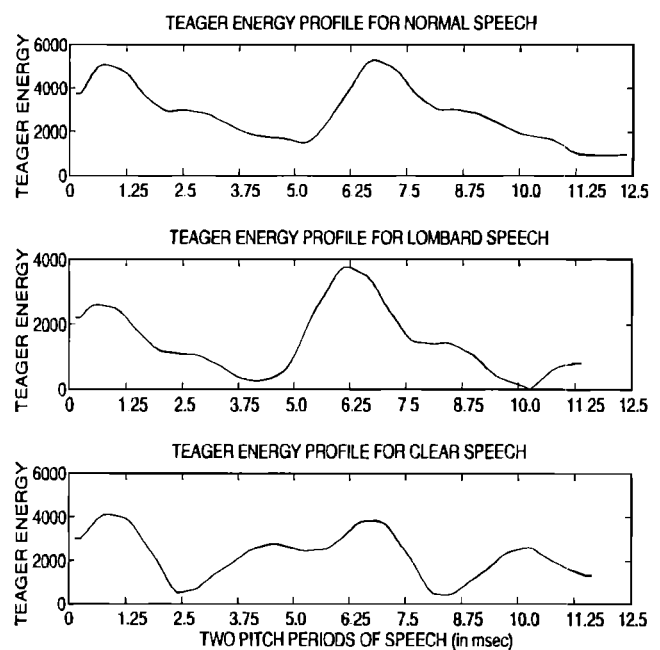 TEAGER ENERGY PROFILE FOR NORMAL SPEECH
TEAGER ENERGY
6000
4000
2000
0
0 1.25 2.5 3.75 5.0 6.25 7.5 8.75 10.0 11.25 12.5
TEAGER ENERGY PROFILE FOR LOMBARD SPEECH
TEAGER ENERGY
4000
2000
0
0 1.25 2.5 3.75 5.0 6.25 7.5 8.75 10.0 11.25 12.5
TEAGER ENERGY PROFILE FOR CLEAR SPEECH
TEAGER ENERGY
6000
4000
2000
0
0 1.25 2.5 3.75 5.0 6.25 7.5 8.75 10.0 11.25 12.5
TWO PITCH PERIODS OF SPEECH (in msec)